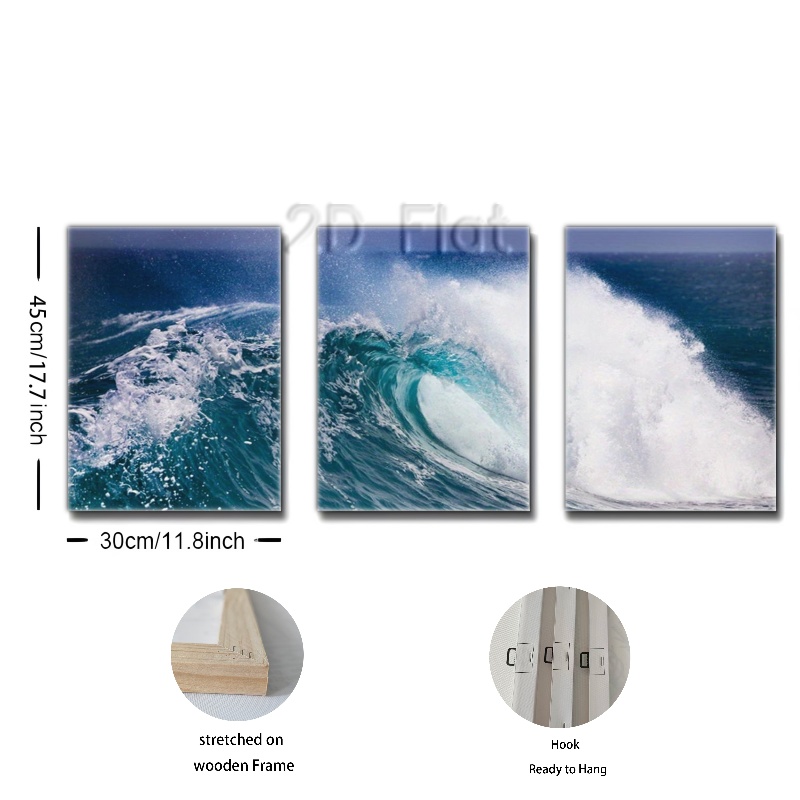 2D Flat
45cm/17.7inch
30cm/11.8inch
stretched on
wooden Frame
Hook
Ready to Hang